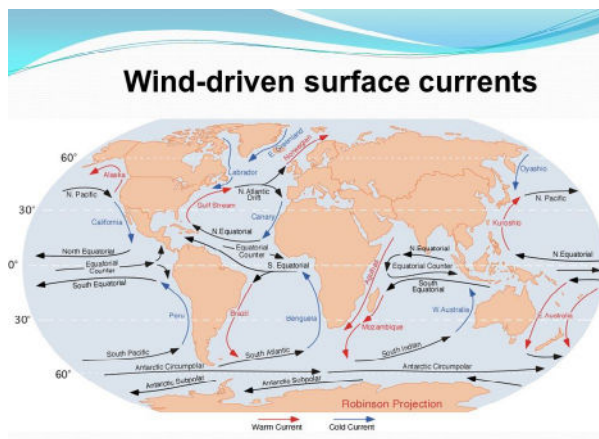 Wind-driven surface currents
60°
30°
0°
30°
60°
Alaska
N. Pacific
California
North Equatorial
Equatorial
Counter
South Equatorial
Peru
South Pacific
Antarctic Circumpolar
Antarctic Subpolar
Labrador
E. Greenland
Norwegian
N. Atlantic
Drift
Gulf Stream
Canary
N. Equatorial
Equatorial
Counter
S. Equatorial
Brazil
Benguela
South Atlantic
Antarctic Subpolar
Mozambique
N. Equatorial
Equatorial Counter
South
Equatorial
W. Australia
South Indian
Antarctic Circumpolar
Oyashio
N. Pacific
Kuroshio
N. Equatorial
E. Australia
Robinson Projection
Warm Current
Cold Current